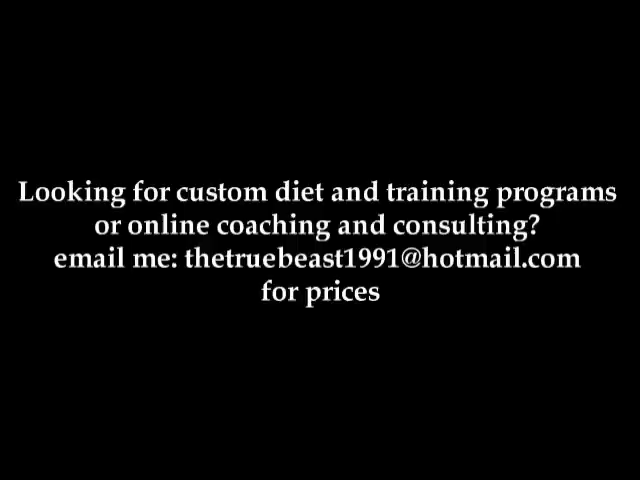 Looking for custom diet and training programs
or online coaching and consulting?
email me: thetruebeast1991@hotmail.com
for prices